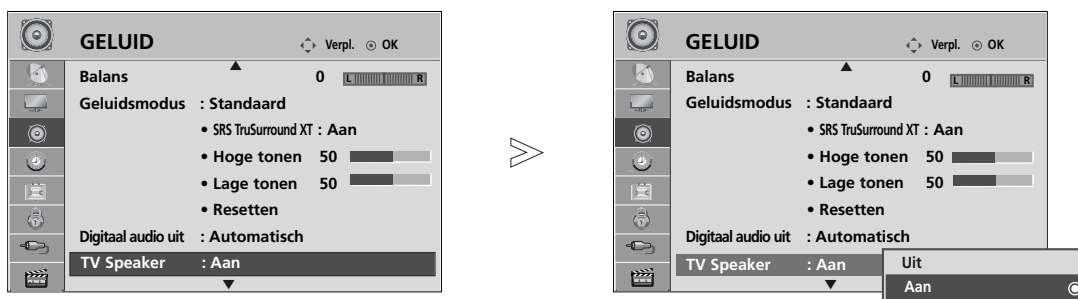 GELUID Verpl. OK
Balans 0 L R
Geluidsmodus : Standaard
• SRS TruSurround XT : Aan
• Hoge tonen 50
• Lage tonen 50
• Resetten
Digitaal audio uit : Automatisch
TV Speaker : Aan
GELUID Verpl. OK
Balans 0 L R
Geluidsmodus : Standaard
• SRS TruSurround XT : Aan
• Hoge tonen 50
• Lage tonen 50
• Resetten
Digitaal audio uit : Automatisch
TV Speaker : Aan
Uit
Aan